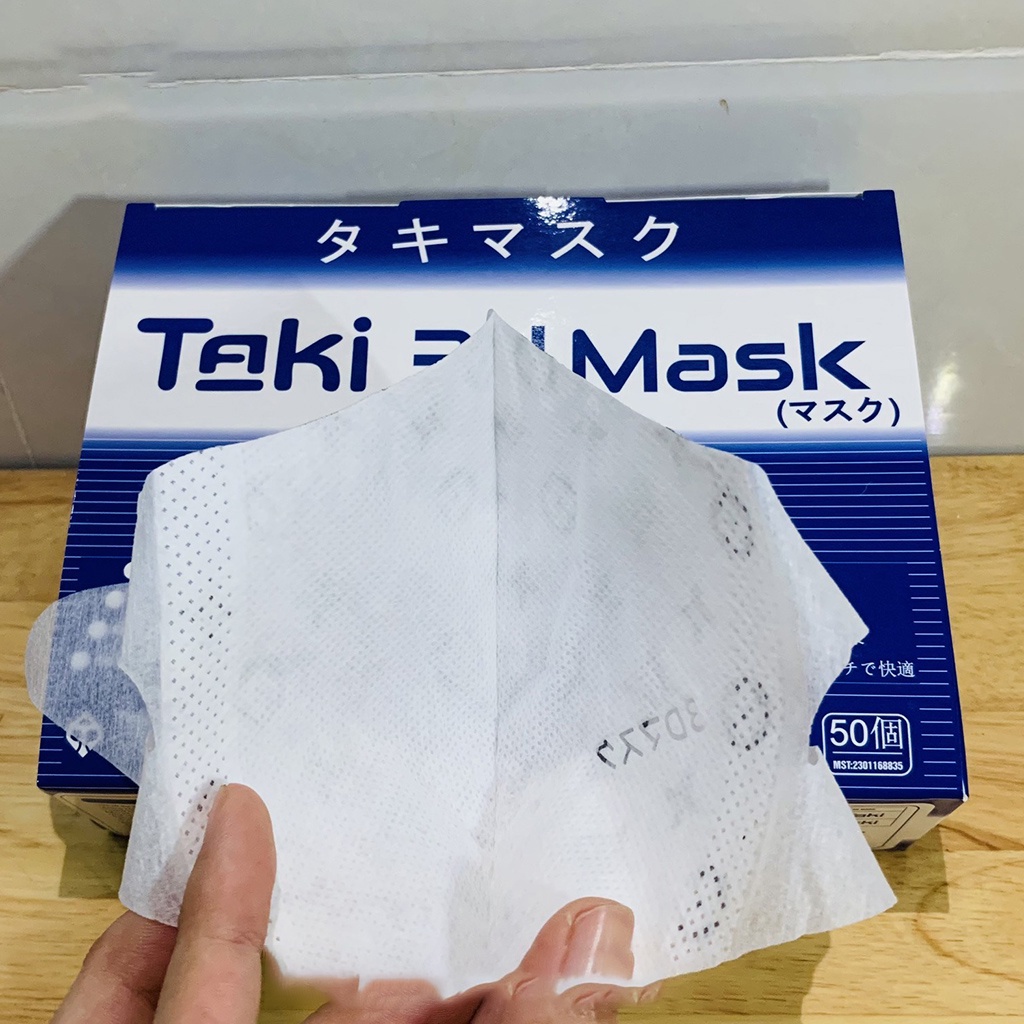 タキマスク
Taki 3D Mask
(マスク)
チで快適
50個
MST:2301168835
3Dマスク